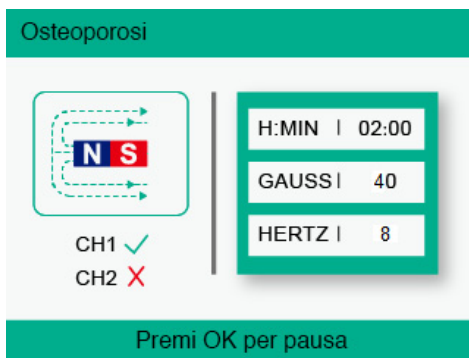 Osteoporosi
N S
CH1 ✓
CH2 X
H:MIN | 02:00
GAUSS | 40
HERTZ | 8
Premi OK per pausa